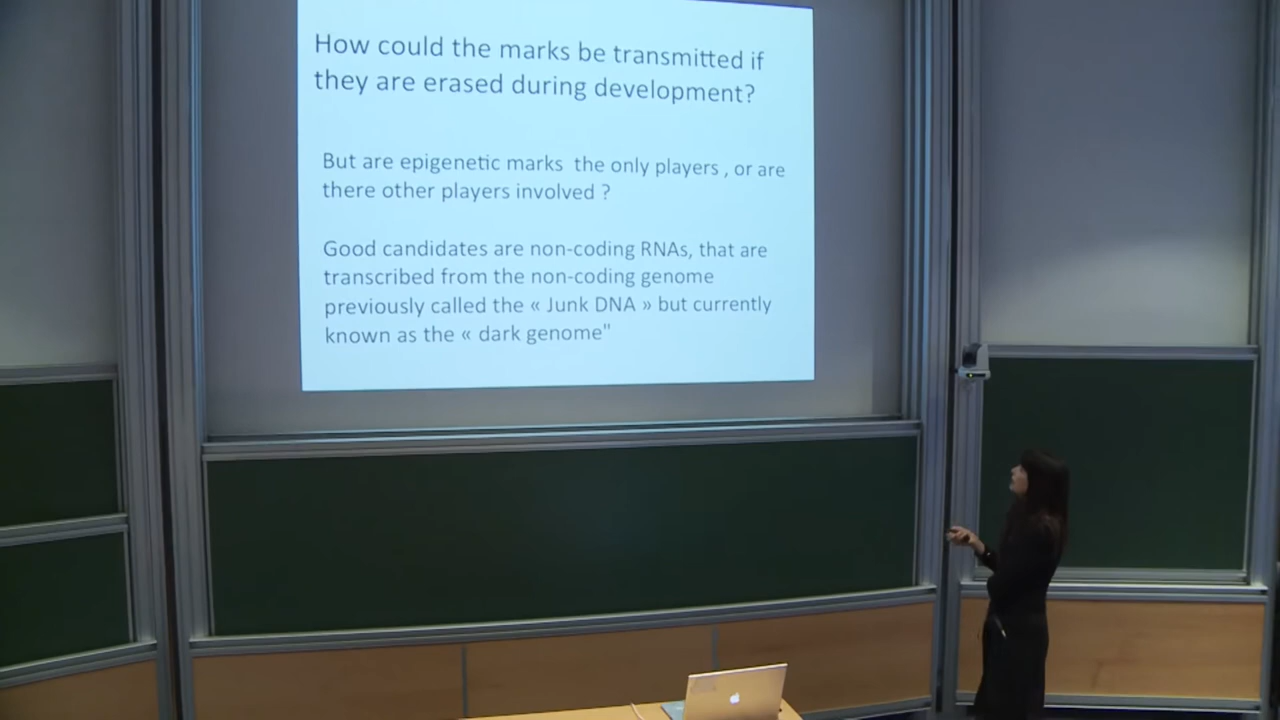 How could the marks be transmitted if
they are erased during development?
But are epigenetic marks the only players , or are
there other players involved ?
Good candidates are non-coding RNAs, that are
transcribed from the non-coding genome
previously called the « Junk DNA » but currently
known as the « dark genome"